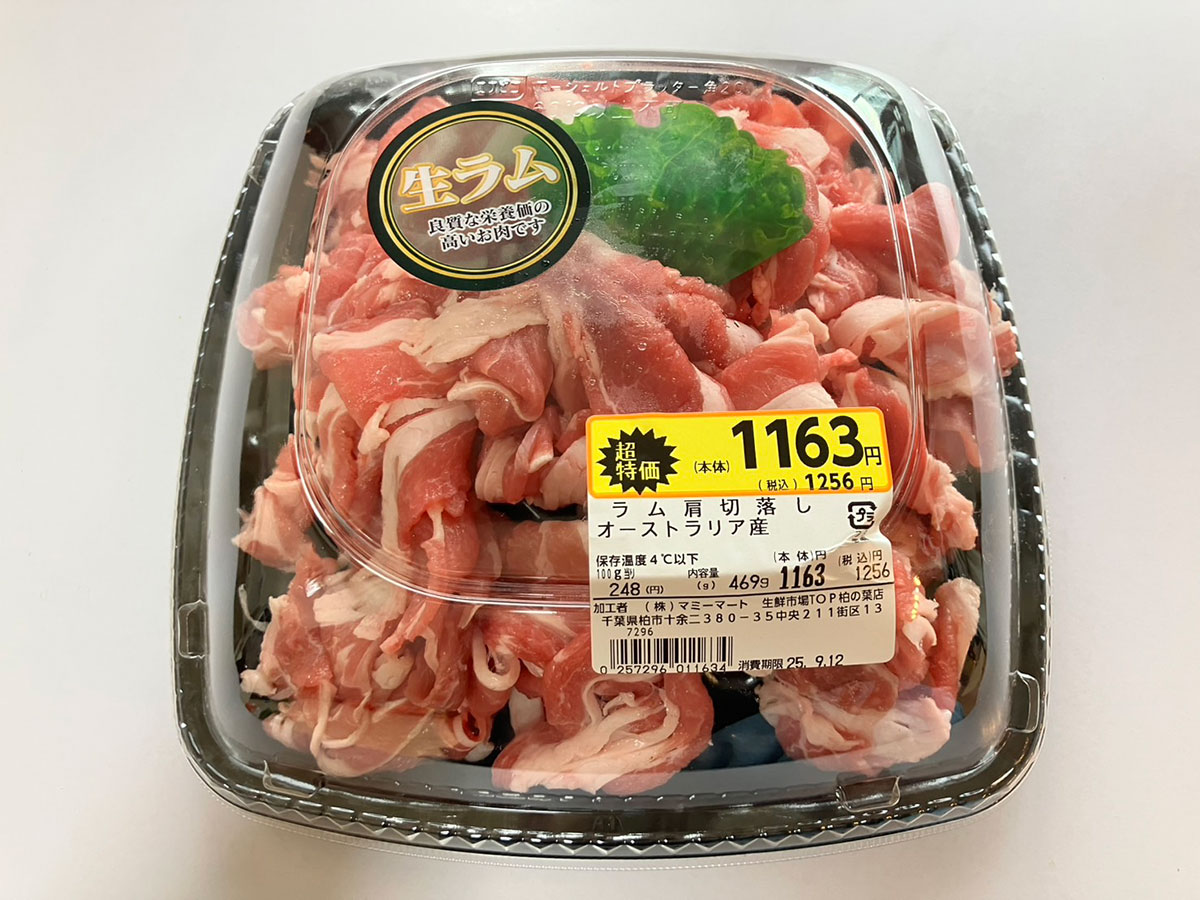 生ラム
良質な栄養価の
高いお肉です
超
特価
(本体) 1163円
(税込) 1256円
ラム肩切落し
オーストラリア産
プラ
保存温度4℃以下
100g当り 内容量 (本体)円 (税込)円
248(円) (g) 469g 1163 1256
加工者 (株)マミーマート 生鮮市場TOP柏の葉店
千葉県柏市十余二380-35中央211街区13
7296
0 257296 011634 消費期限 25. 9.12